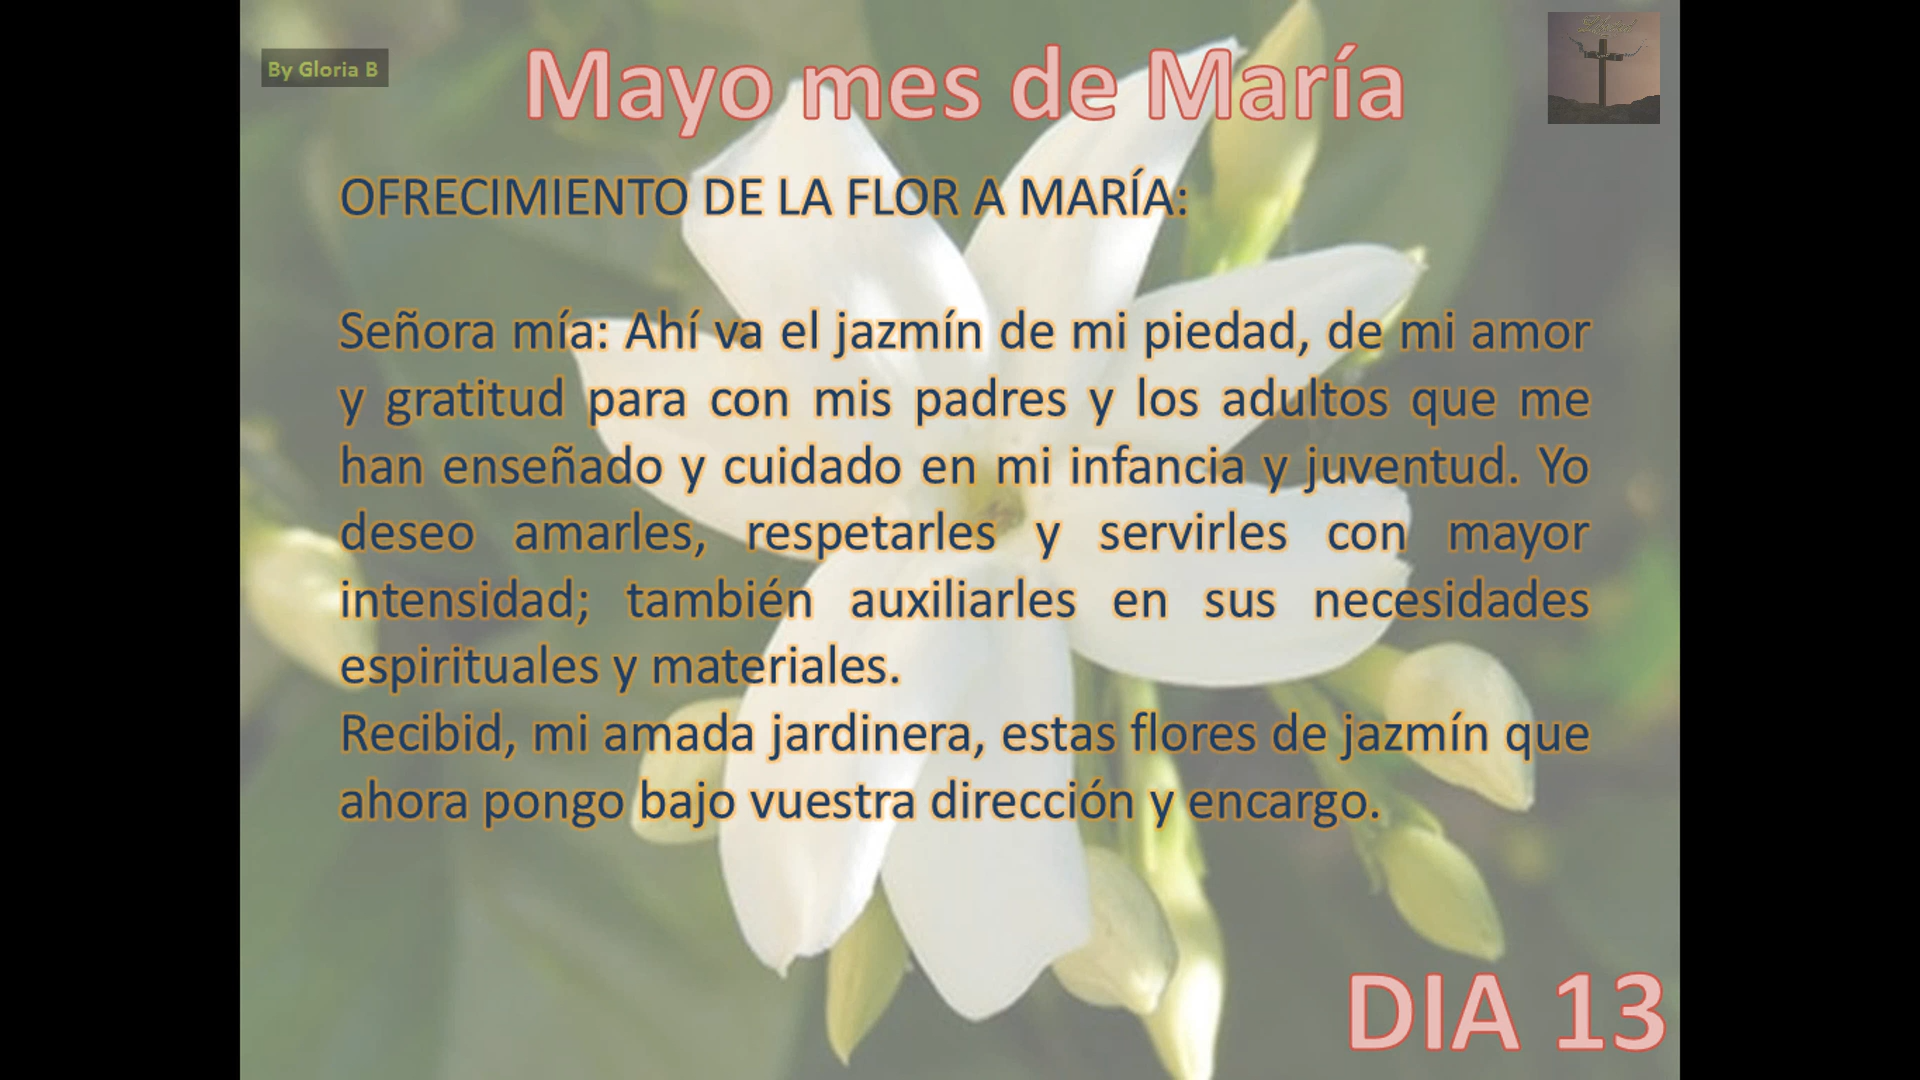 By Gloria B
Mayo mes de María
OFRECIMIENTO DE LA FLOR A MARÍA:
Señora mía: Ahí va el jazmín de mi piedad, de mi amor
y gratitud para con mis padres y los adultos que me
han enseñado y cuidado en mi infancia y juventud. Yo
deseo amarles, respetarles y servirles con mayor
intensidad; también auxiliarles en sus necesidades
espirituales y materiales.
Recibid, mi amada jardinera, estas flores de jazmín que
ahora pongo bajo vuestra dirección y encargo.
DIA 13